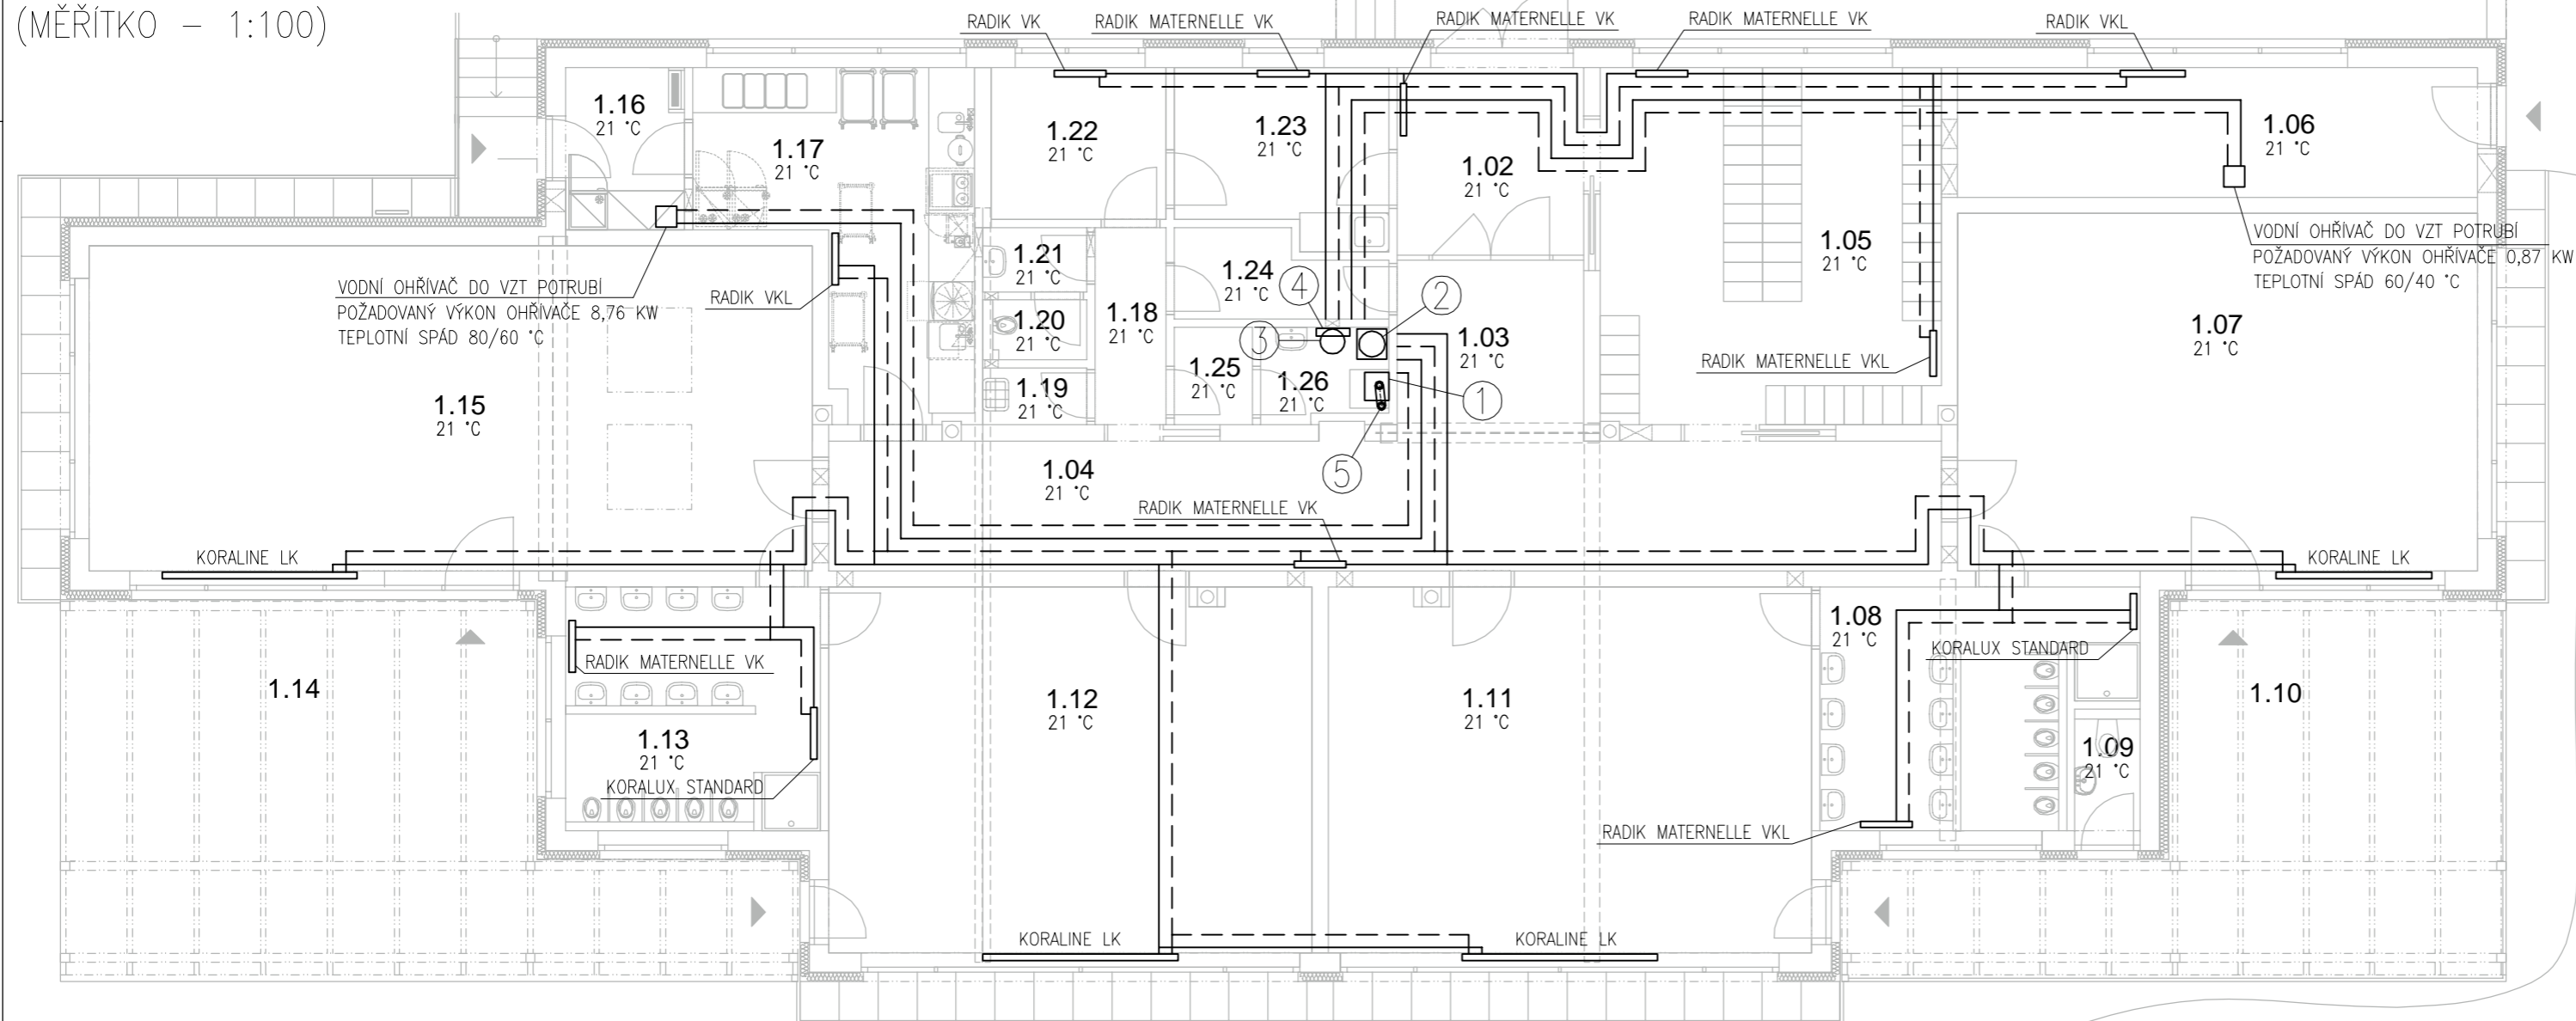 (MĚŘÍTKO – 1:100)
RADIK VK
RADIK MATERNELLE VK
RADIK MATERNELLE VK
RADIK MATERNELLE VK
RADIK VKL
1.16
21 °C
1.17
21 °C
1.22
21 °C
1.23
21 °C
1.02
21 °C
1.06
21 °C
1.05
21 °C
VODNÍ OHŘÍVAČ DO VZT POTRUBÍ
POŽADOVANÝ VÝKON OHŘÍVAČE 0,87 KW
TEPLOTNÍ SPÁD 60/40 °C
VODNÍ OHŘÍVAČ DO VZT POTRUBÍ
POŽADOVANÝ VÝKON OHŘÍVAČE 8,76 KW
TEPLOTNÍ SPÁD 80/60 °C
RADIK VKL
1.21
21 °C
1.24
21 °C
4
2
3
1.20
21 °C
1.18
21 °C
1.03
21 °C
1.07
21 °C
RADIK MATERNELLE VKL
1.25
21 °C
1.26
21 °C
1
1.19
21 °C
1.15
21 °C
5
1.04
21 °C
RADIK MATERNELLE VK
KORALINE LK
KORALINE LK
1.08
21 °C
KORALUX STANDARD
RADIK MATERNELLE VK
1.14
1.12
21 °C
1.11
21 °C
1.10
1.13
21 °C
1.09
21 °C
KORALUX STANDARD
RADIK MATERNELLE VKL
KORALINE LK
KORALINE LK